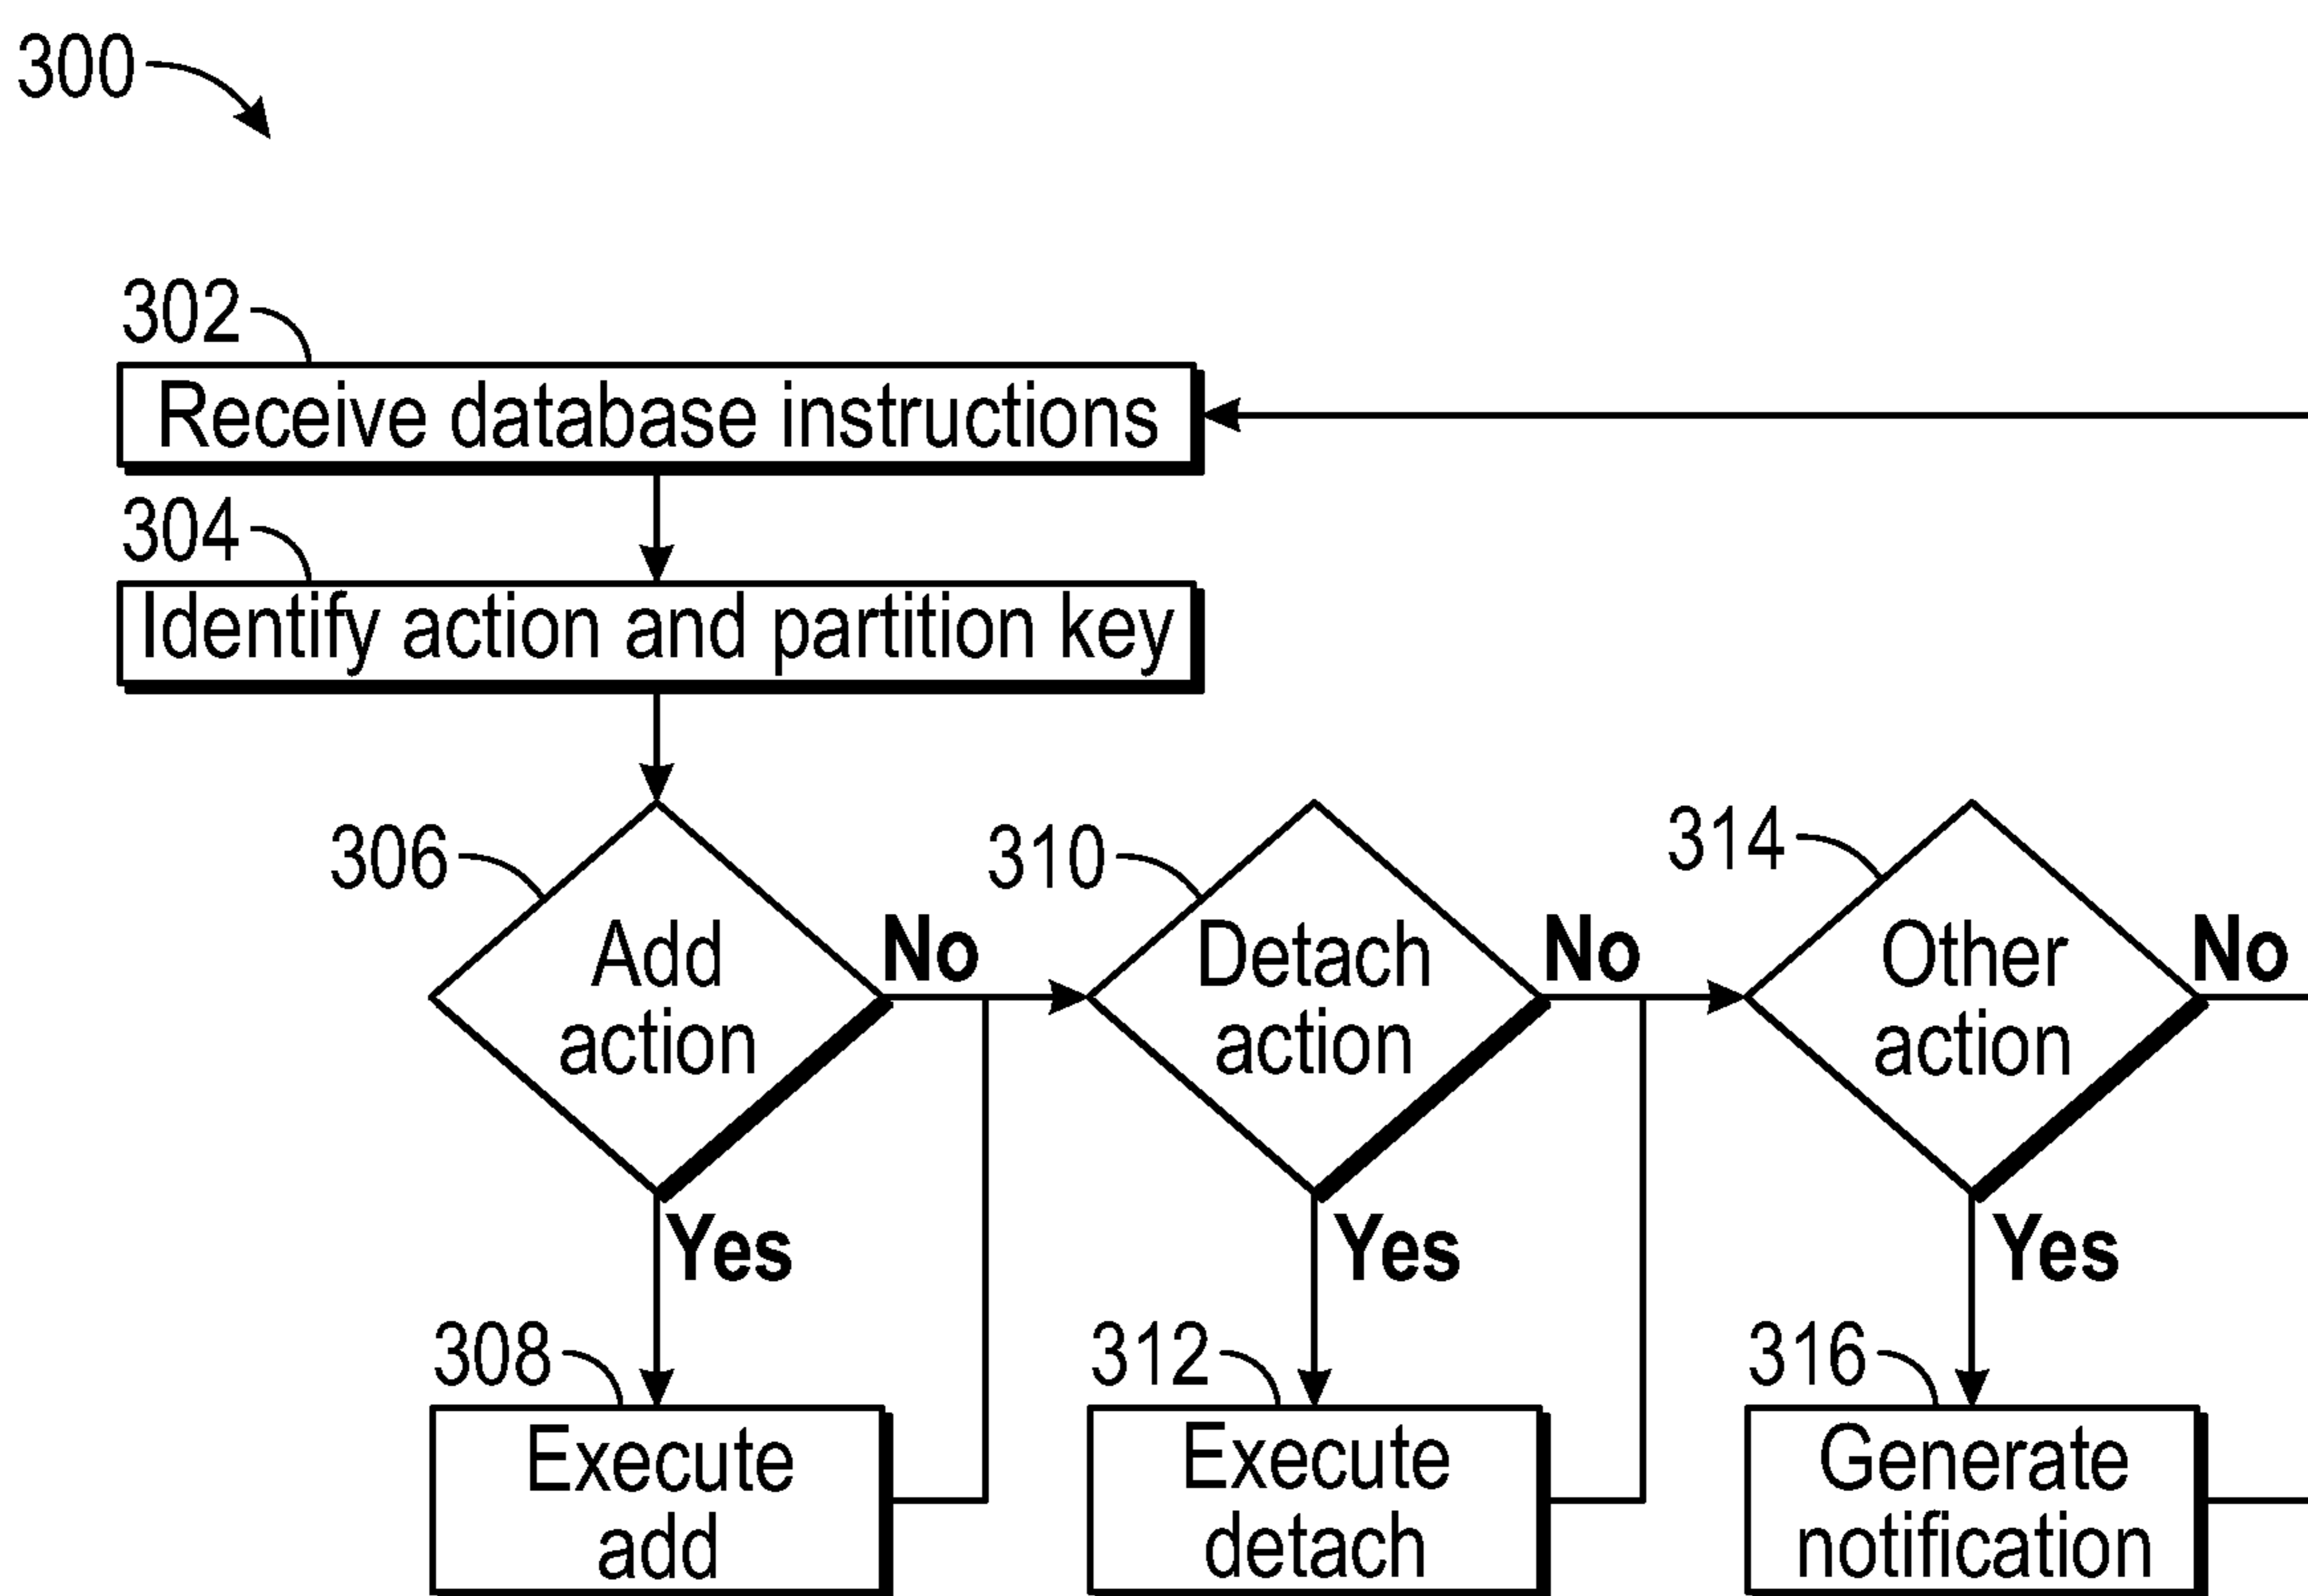 300
302
Receive database instructions
304
Identify action and partition key
306
Add
action
No
Yes
310
Detach
action
No
Yes
314
Other
action
No
Yes
308
Execute
add
312
Execute
detach
316
Generate
notification